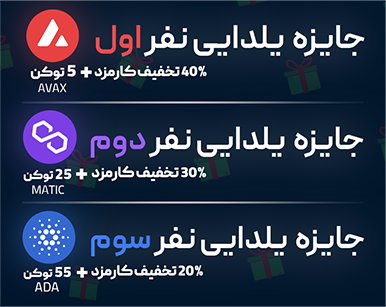 جایزه یلدایی نفر اول
40% تخفیف کارمزد + 5 توکن
AVAX
جایزه یلدایی نفر دوم
30% تخفیف کارمزد + 25 توکن
MATIC
جایزه یلدایی نفر سوم
20% تخفیف کارمزد + 55 توکن
ADA